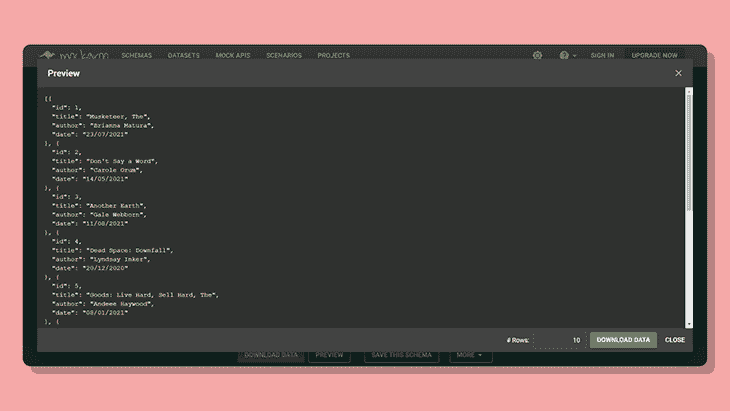 mockaroo SCHEMAS DATASETS MOCK APIS SCENARIOS PROJECTS ? SIGN IN UPGRADE NOW
Preview ×
[{
"id": 1,
"title": "Musketeer, The",
"author": "Brianna Matura",
"date": "23/07/2021"
}, {
"id": 2,
"title": "Don't Say a Word",
"author": "Carole Orum",
"date": "14/05/2021"
}, {
"id": 3,
"title": "Another Earth",
"author": "Gale Webborn",
"date": "11/08/2021"
}, {
"id": 4,
"title": "Dead Space: Downfall",
"author": "Lyndsay Inker",
"date": "20/12/2020"
}, {
"id": 5,
"title": "Goods: Live Hard, Sell Hard, The",
"author": "Andeee Haywood",
"date": "08/01/2021"
}, {
# Rows: 10 DOWNLOAD DATA CLOSE
DOWNLOAD DATA PREVIEW SAVE THIS SCHEMA MORE